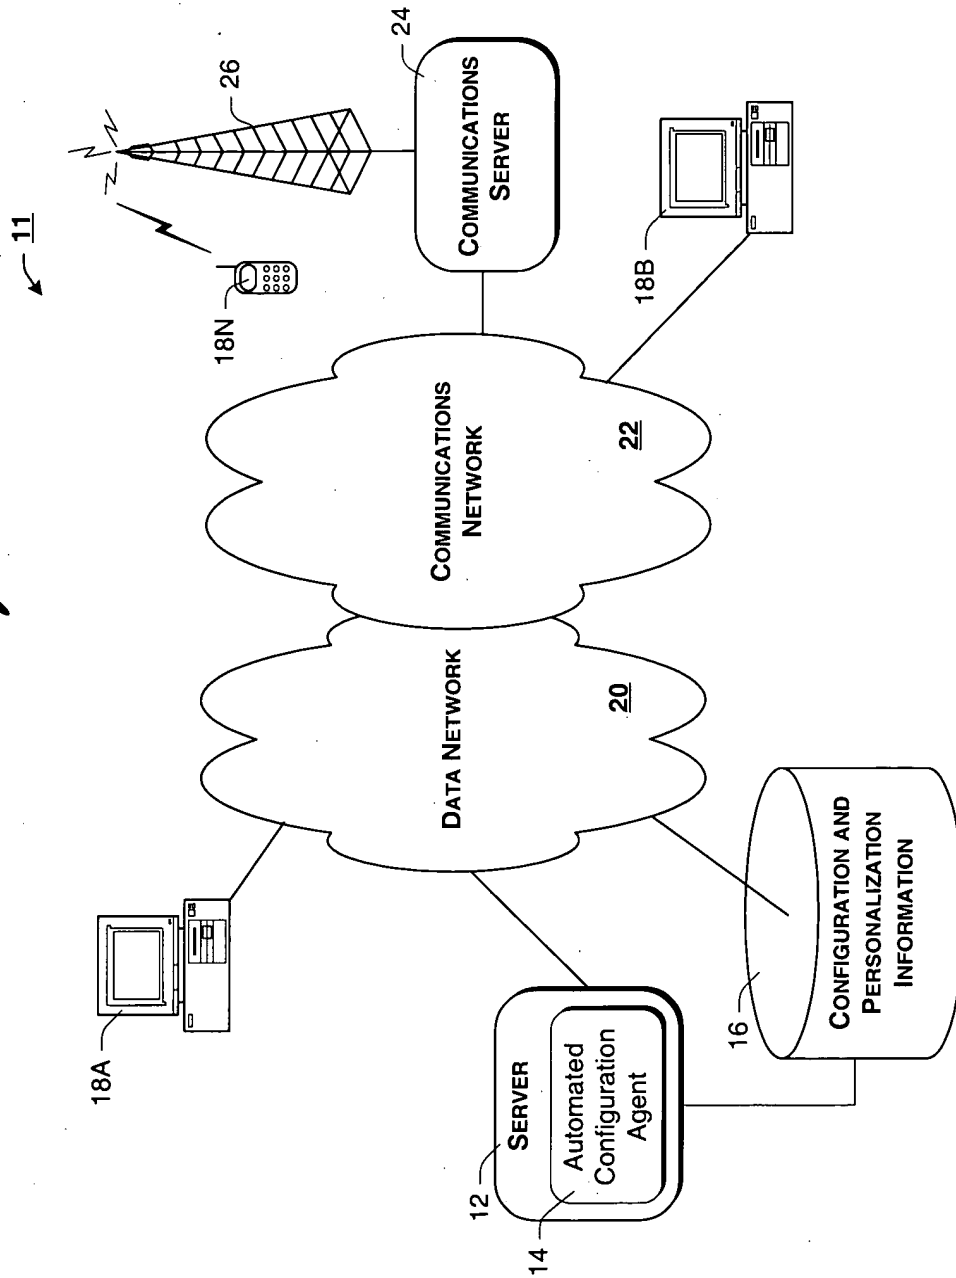 11
26
24
18N
COMMUNICATIONS
SERVER
18B
COMMUNICATIONS
NETWORK
22
18A
DATA NETWORK
20
12
SERVER
14
Automated
Configuration
Agent
16
CONFIGURATION AND
PERSONALIZATION
INFORMATION